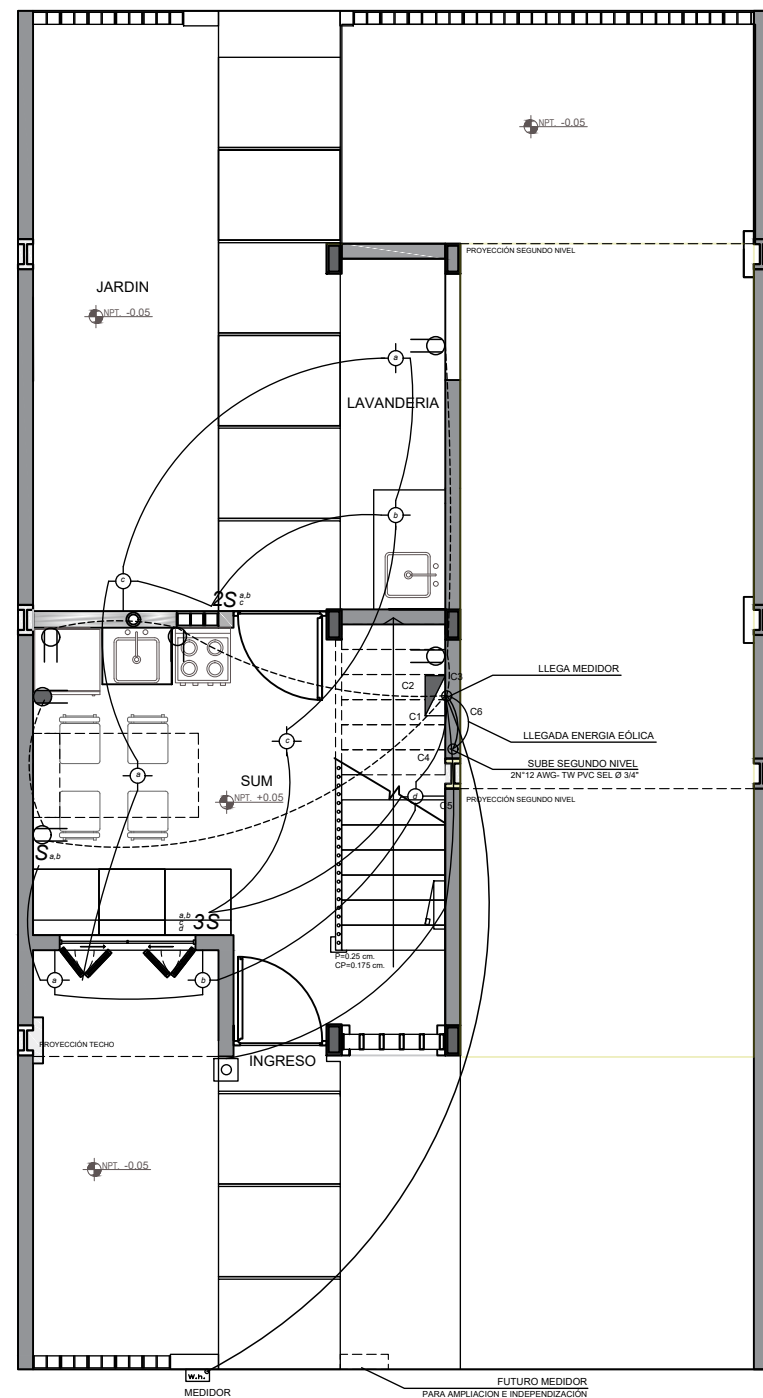 NPT. -0.05
PROYECCIÓN SEGUNDO NIVEL
JARDIN
NPT. -0.05
a
LAVANDERIA
b
c
2S a,b
c
LLEGA MEDIDOR
C3
C2
C1
C6
LLEGADA ENERGIA EÓLICA
c
C4
SUBE SEGUNDO NIVEL
2N°12 AWG- TW PVC SEL Ø 3/4"
a
SUM
NPT. +0.05
d
C5
PROYECCIÓN SEGUNDO NIVEL
S a,b
a,b
c
d
3S
P=0.25 cm.
CP=0.175 cm.
a
b
PROYECCIÓN TECHO
INGRESO
NPT. -0.05
W.h.
MEDIDOR
FUTURO MEDIDOR
PARA AMPLIACION E INDEPENDIZACIÓN